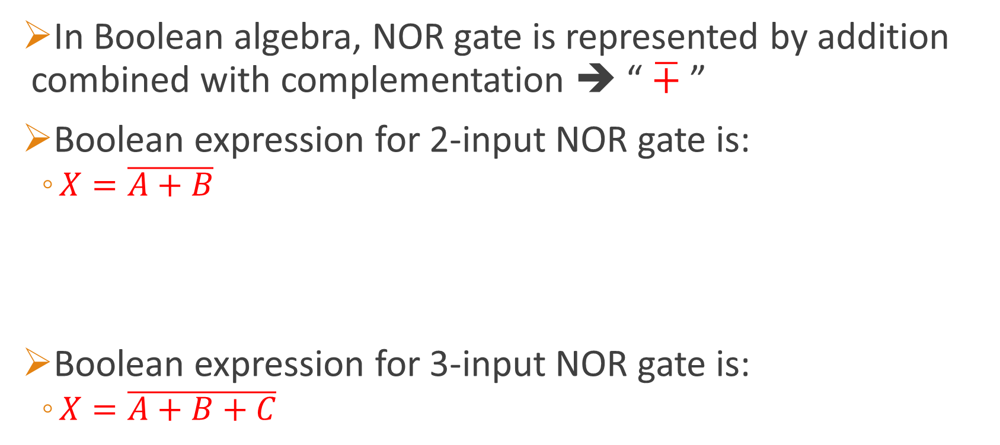 ➢In Boolean algebra, NOR gate is represented by addition
combined with complementation ➔ “ +̅ ”
➢Boolean expression for 2-input NOR gate is:
◦ X = \overline{A + B}
➢Boolean expression for 3-input NOR gate is:
◦ X = \overline{A + B + C}